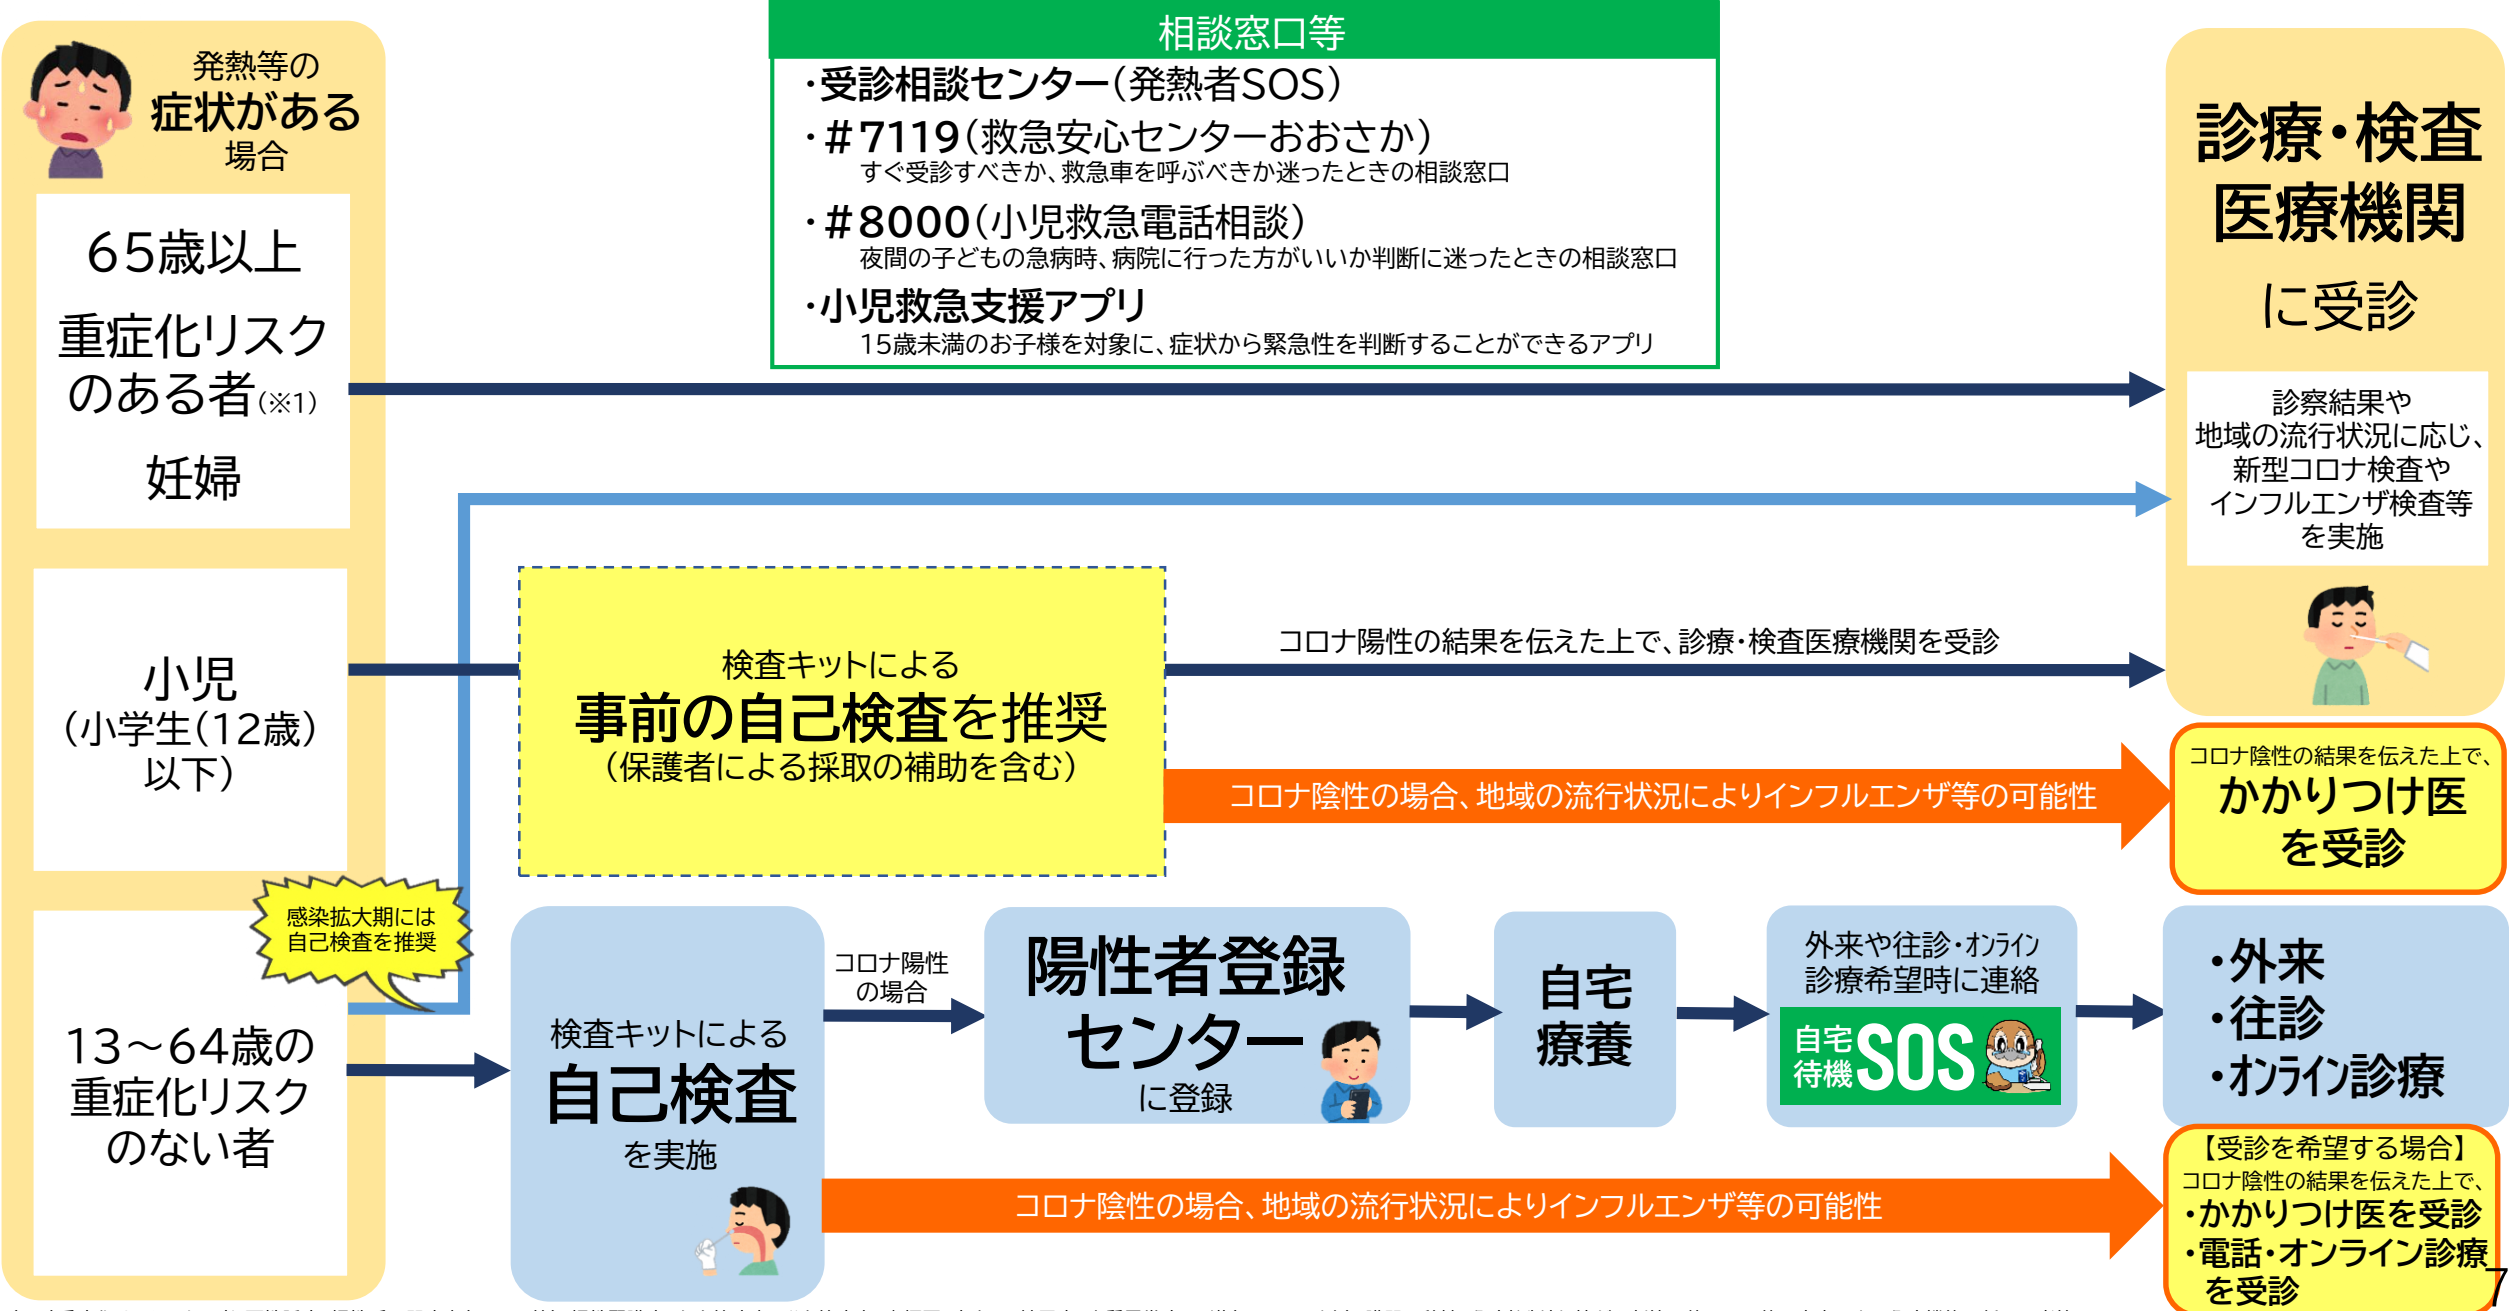 発熱等の
症状がある
場合
65歳以上
重症化リスク
のある者(※1)
妊婦
小児
(小学生(12歳)
以下)
感染拡大期には
自己検査を推奨
13～64歳の
重症化リスク
のない者
相談窓口等
・受診相談センター(発熱者SOS)
・#7119(救急安心センターおおさか)
すぐ受診すべきか、救急車を呼ぶべきか迷ったときの相談窓口
・#8000(小児救急電話相談)
夜間の子どもの急病時、病院に行った方がいいか判断に迷ったときの相談窓口
・小児救急支援アプリ
15歳未満のお子様を対象に、症状から緊急性を判断することができるアプリ
診療・検査
医療機関
に受診
診察結果や
地域の流行状況に応じ、
新型コロナ検査や
インフルエンザ検査等
を実施
検査キットによる
事前の自己検査を推奨
(保護者による採取の補助を含む)
コロナ陽性の結果を伝えた上で、診療・検査医療機関を受診
コロナ陰性の場合、地域の流行状況によりインフルエンザ等の可能性
コロナ陰性の結果を伝えた上で、
かかりつけ医
を受診
検査キットによる
自己検査
を実施
コロナ陽性
の場合
陽性者登録
センター
に登録
自宅
療養
外来や往診・オンライン
診療希望時に連絡
自宅
待機SOS
・外来
・往診
・オンライン診療
コロナ陰性の場合、地域の流行状況によりインフルエンザ等の可能性
【受診を希望する場合】
コロナ陰性の結果を伝えた上で、
・かかりつけ医を受診
・電話・オンライン診療
を受診
7